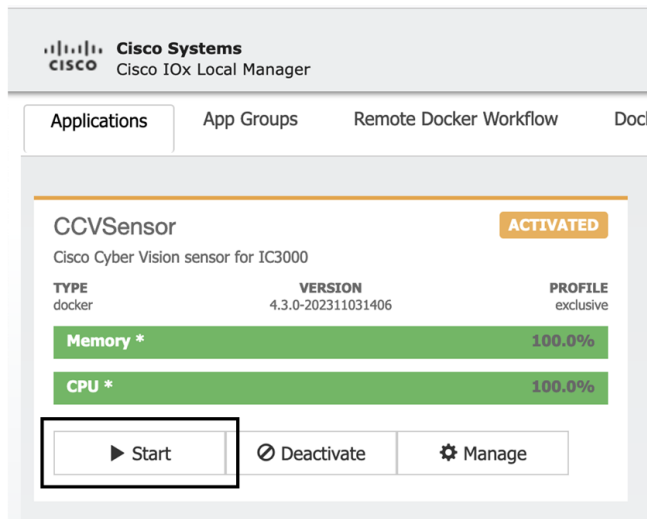 Cisco Systems
CISCO
Cisco IOx Local Manager
Applications App Groups Remote Docker Workflow Doc
CCVSensor ACTIVATED
Cisco Cyber Vision sensor for IC3000
TYPE VERSION PROFILE
docker 4.3.0-202311031406 exclusive
Memory * 100.0%
CPU * 100.0%
Start Deactivate Manage